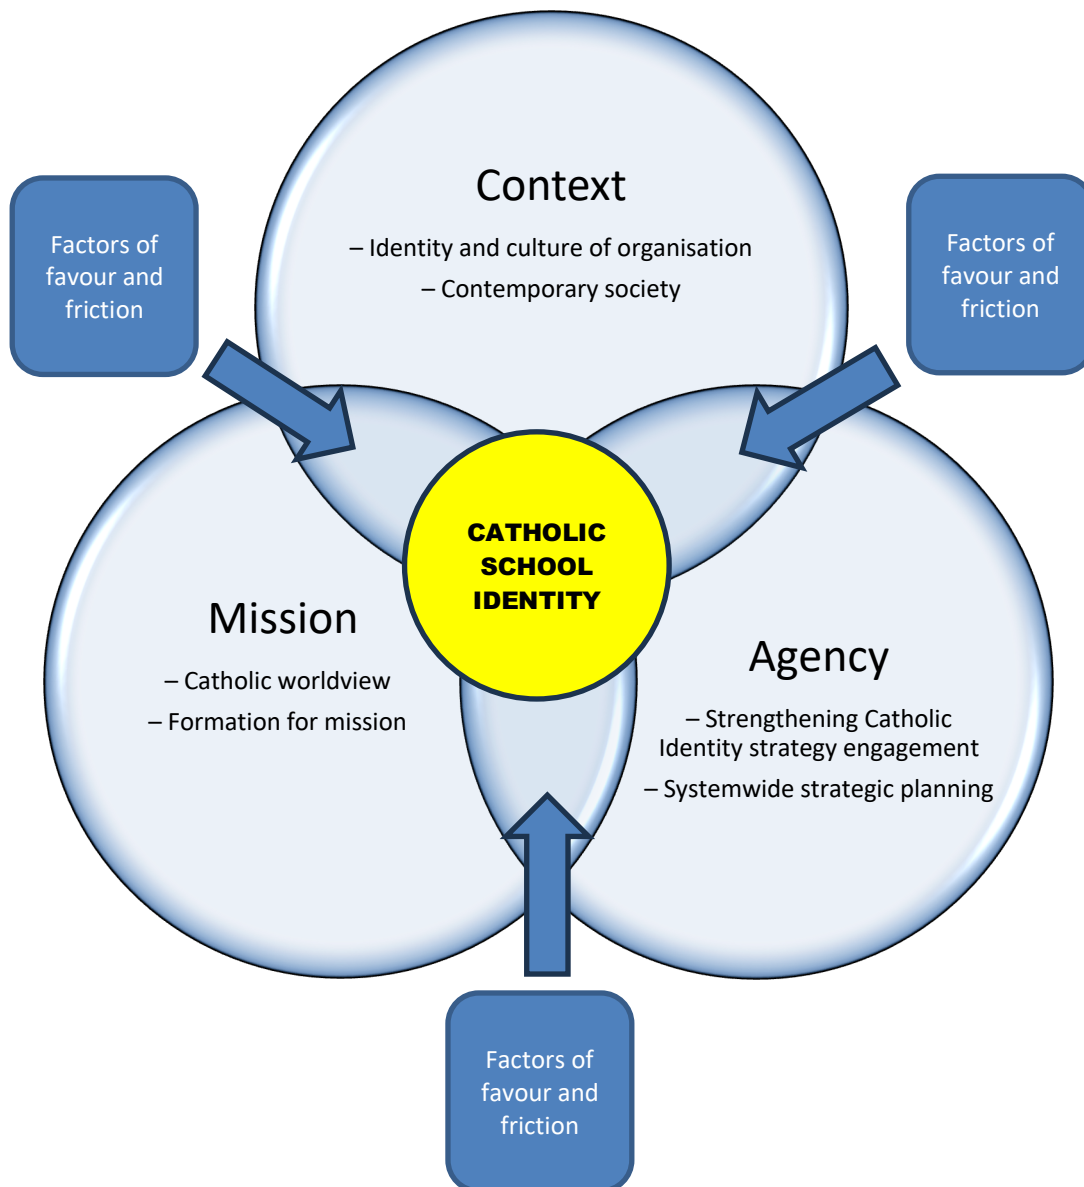 Context
– Identity and culture of organisation
– Contemporary society
Factors of
favour and
friction
Factors of
favour and
friction
CATHOLIC
SCHOOL
IDENTITY
Mission
– Catholic worldview
– Formation for mission
Agency
– Strengthening Catholic
Identity strategy engagement
– Systemwide strategic planning
Factors of
favour and
friction